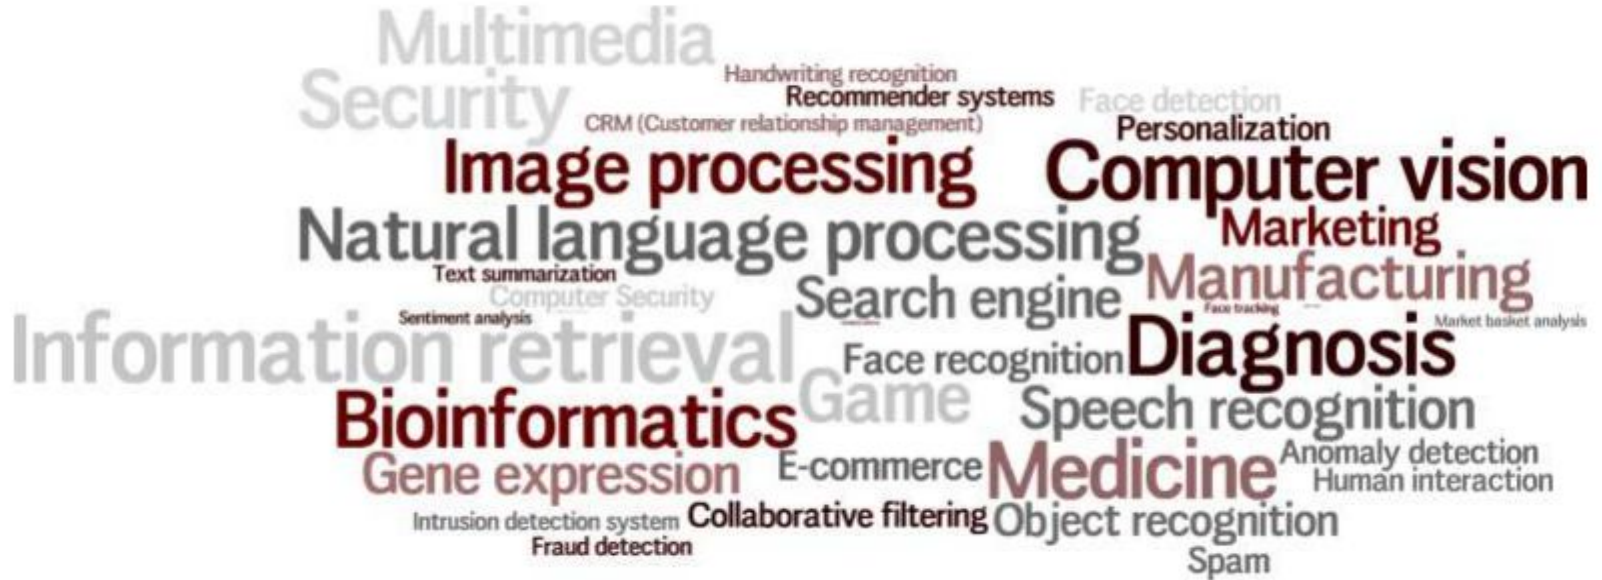 Multimedia
Handwriting recognition
Security
Recommender systems
Face detection
CRM (Customer relationship management)
Personalization
Image processing
Computer vision
Natural language processing
Marketing
Text summarization
Manufacturing
Computer Security
Search engine
Face tracking
Sentiment analysis
Market basket analysis
Information retrieval
Face recognition
Diagnosis
Game
Bioinformatics
Speech recognition
Gene expression
E-commerce
Medicine
Anomaly detection
Human interaction
Intrusion detection system
Collaborative filtering
Object recognition
Fraud detection
Spam